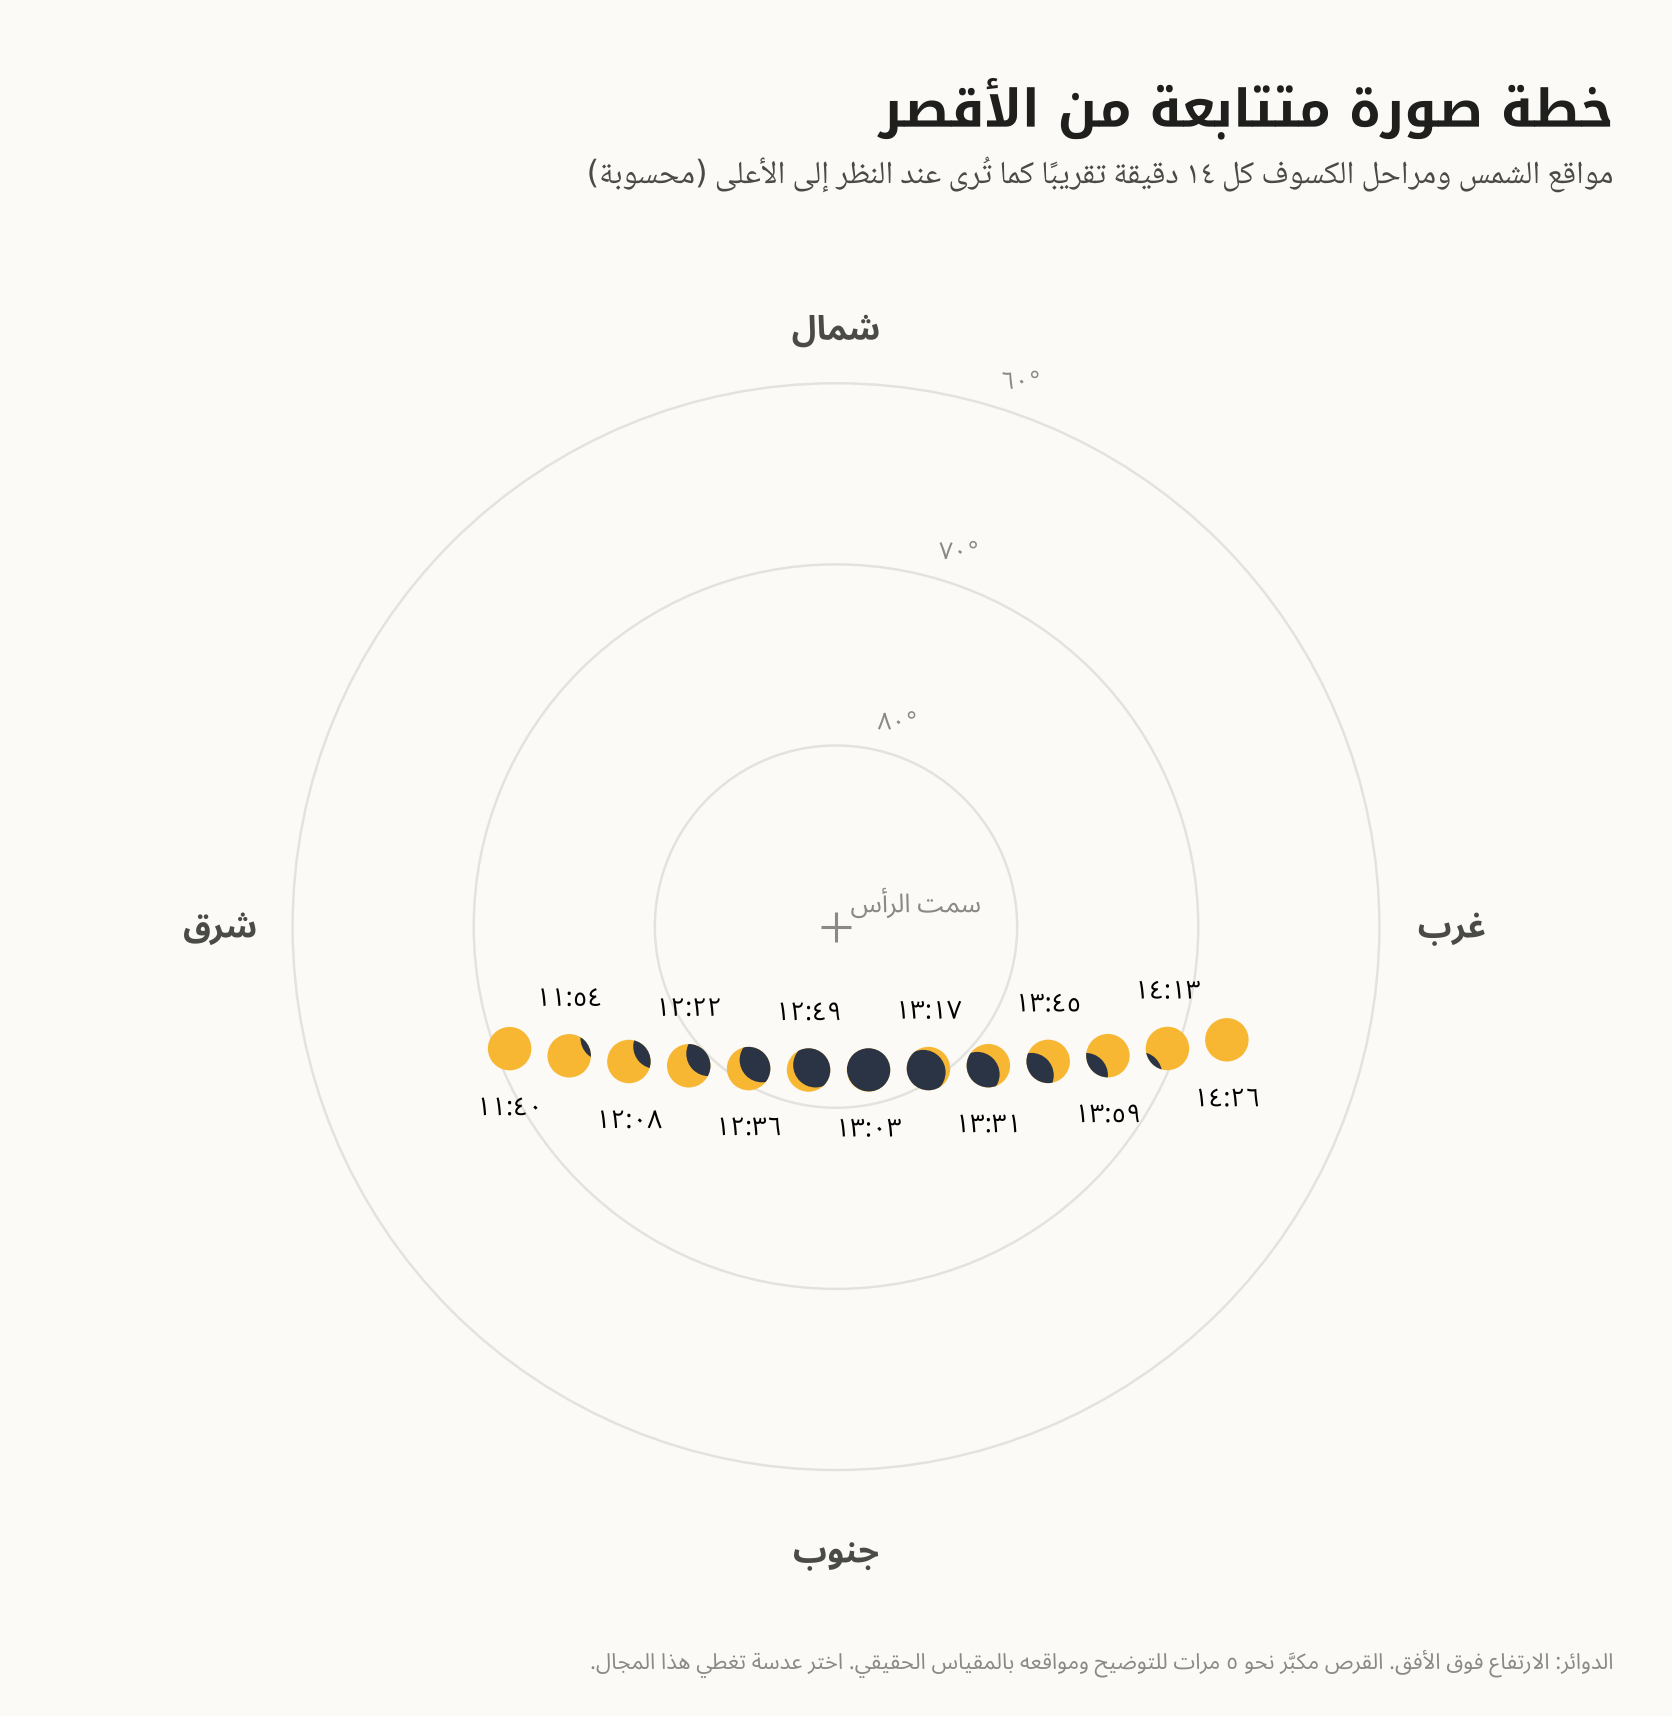 خطة صورة متتابعة من الأقصر
مواقع الشمس ومراحل الكسوف كل ١٤ دقيقة تقريبًا كما تُرى عند النظر إلى الأعلى (محسوبة)
شمال
٦٠°
٧٠°
٨٠°
سمت الرأس
غرب
شرق
١١:٥٤
١٢:٢٢
١٢:٤٩
١٣:١٧
١٣:٤٥
١٤:١٣
١١:٤٠
١٢:٠٨
١٢:٣٦
١٣:٠٣
١٣:٣١
١٣:٥٩
١٤:٢٦
جنوب
الدوائر: الارتفاع فوق الأفق. القرص مكبَّر نحو ٥ مرات للتوضيح ومواقعه بالمقياس الحقيقي. اختر عدسة تغطي هذا المجال.